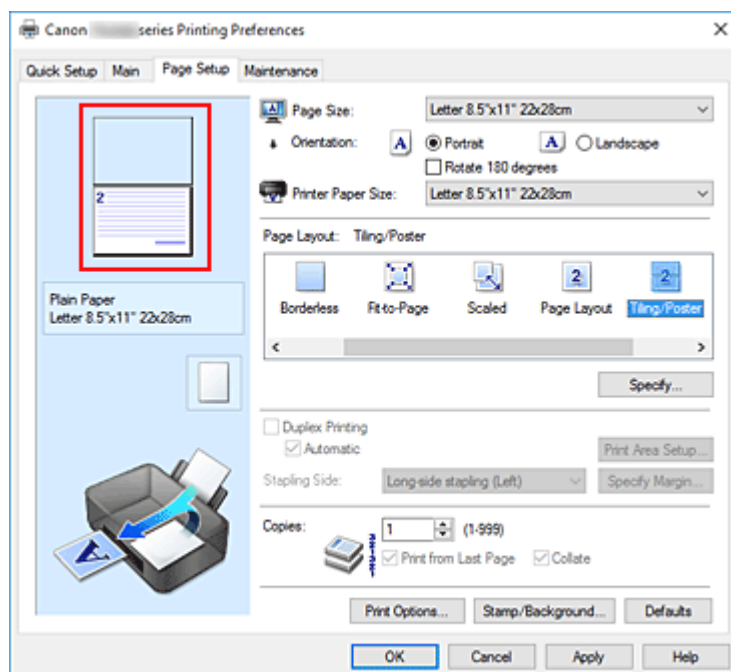 Canon series Printing Preferences
Quick Setup Main Page Setup Maintenance
2
Plain Paper
Letter 8.5"x11" 22x28cm
A
Page Size: Letter 8.5"x11" 22x28cm
Orientation: A Portrait A Landscape
Rotate 180 degrees
Printer Paper Size: Letter 8.5"x11" 22x28cm
Page Layout: Tiling/Poster
2 2
Borderless Fit-to-Page Scaled Page Layout Tiling/Poster
Specify...
Duplex Printing
Automatic Print Area Setup...
Stapling Side: Long-side stapling (Left) Specify Margin...
Copies: 1 (1-999)
Print from Last Page Collate
Print Options... Stamp/Background... Defaults
OK Cancel Apply Help